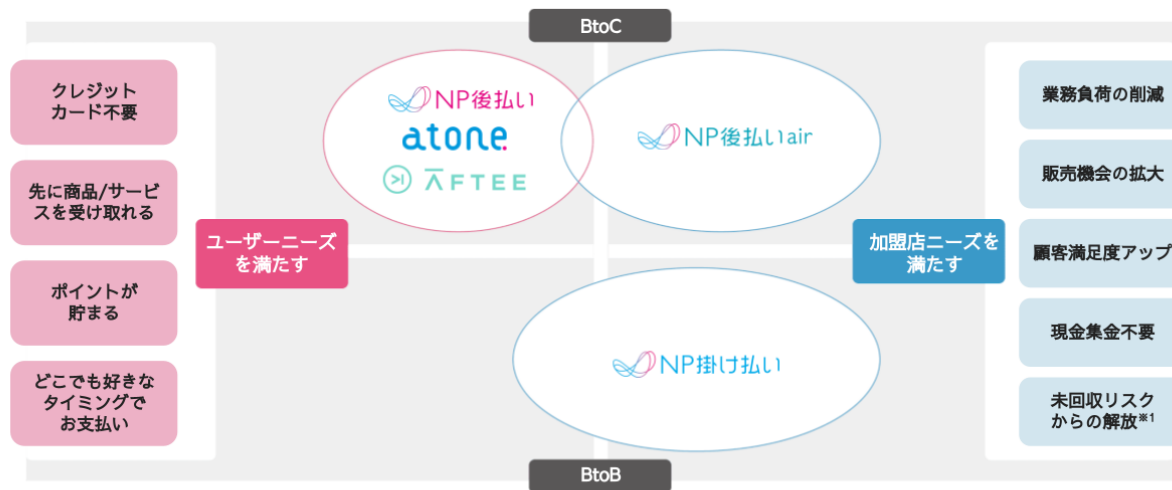 BtoC
クレジット
カード不要
先に商品/サービ
スを受け取れる
ポイントが
貯まる
どこでも好きな
タイミングで
お支払い
ユーザーニーズ
を満たす
NP後払い
atone
AFTEE
NP後払いair
NP掛け払い
加盟店ニーズを
満たす
業務負荷の削減
販売機会の拡大
顧客満足度アップ
現金集金不要
未回収リスク
からの解放※1
BtoB